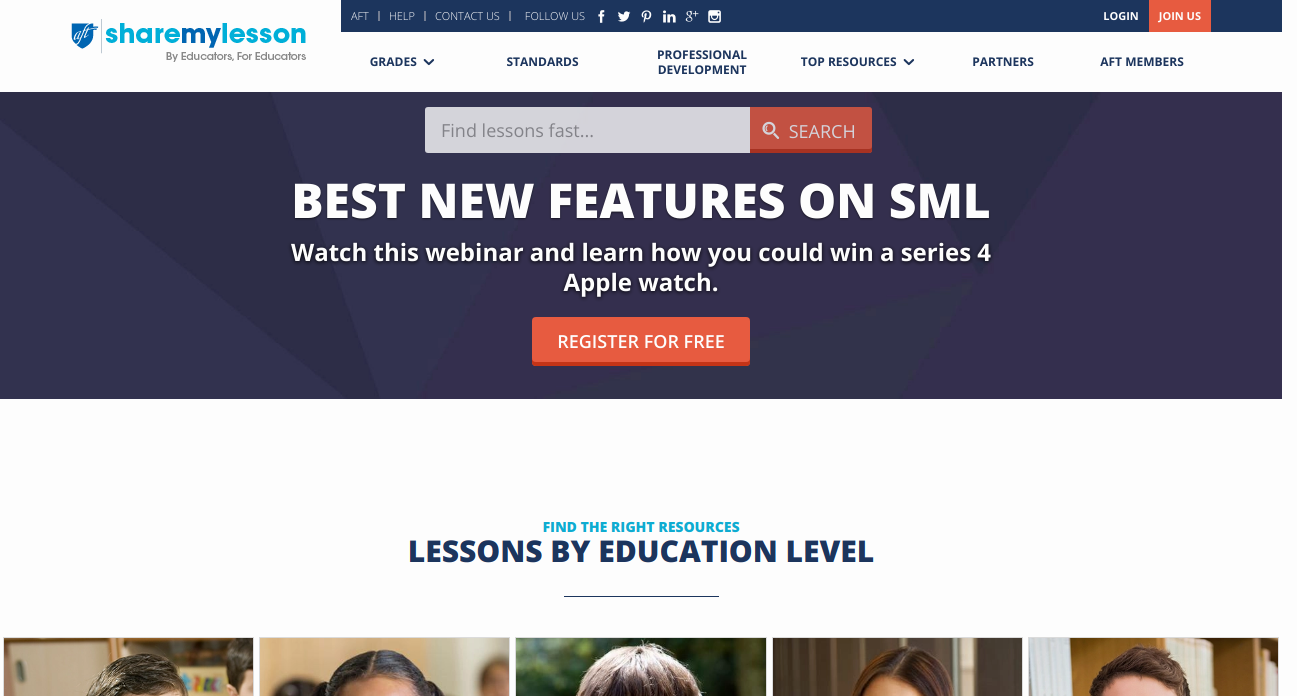 AFT | HELP | CONTACT US | FOLLOW US
LOGIN
JOIN US
aft
sharemylesson
By Educators, For Educators
GRADES
STANDARDS
PROFESSIONAL
DEVELOPMENT
TOP RESOURCES
PARTNERS
AFT MEMBERS
Find lessons fast...
SEARCH
BEST NEW FEATURES ON SML
Watch this webinar and learn how you could win a series 4
Apple watch.
REGISTER FOR FREE
FIND THE RIGHT RESOURCES
LESSONS BY EDUCATION LEVEL